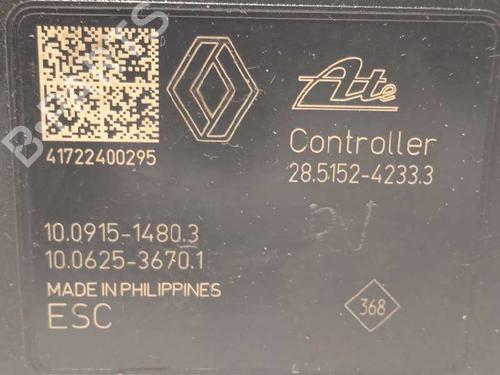 Ate
41722400295
Controller
28.5152-4233.3
10.0915-1480.3
10.0625-3670.1
MADE IN PHILIPPINES
ESC
368